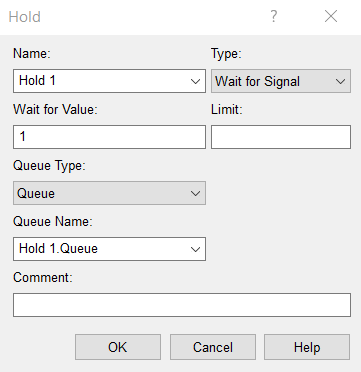 Hold ?
Name: Type:
Hold 1 Wait for Signal
Wait for Value: Limit:
1
Queue Type:
Queue
Queue Name:
Hold 1.Queue
Comment:
OK Cancel Help